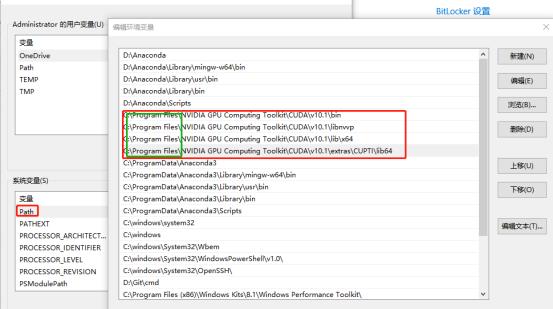 BitLocker 设置
Administrator 的用户变量(U)
变量
OneDrive
Path
TEMP
TMP
系统变量(S)
变量
Path
PATHEXT
PROCESSOR_ARCHITECT...
PROCESSOR_IDENTIFIER
PROCESSOR_LEVEL
PROCESSOR_REVISION
PSModulePath
编辑环境变量
D:\Anaconda
D:\Anaconda\Library\mingw-w64\bin
D:\Anaconda\Library\usr\bin
D:\Anaconda\Library\bin
D:\Anaconda\Scripts
C:\Program Files\NVIDIA GPU Computing Toolkit\CUDA\v10.1\bin
C:\Program Files\NVIDIA GPU Computing Toolkit\CUDA\v10.1\libnvvp
C:\Program Files\NVIDIA GPU Computing Toolkit\CUDA\v10.1\lib\x64
C:\Program Files\NVIDIA GPU Computing Toolkit\CUDA\v10.1\extras\CUPTI\lib64
C:\ProgramData\Anaconda3
C:\ProgramData\Anaconda3\Library\mingw-w64\bin
C:\ProgramData\Anaconda3\Library\usr\bin
C:\ProgramData\Anaconda3\Library\bin
C:\ProgramData\Anaconda3\Scripts
C:\windows\system32
C:\windows
C:\windows\System32\Wbem
C:\windows\System32\WindowsPowerShell\v1.0\
C:\windows\System32\OpenSSH\
D:\Git\cmd
C:\Program Files (x86)\Windows Kits\8.1\Windows Performance Toolkit\
新建(N)
编辑(E)
浏览(B)...
删除(D)
上移(U)
下移(O)
编辑文本(T)...